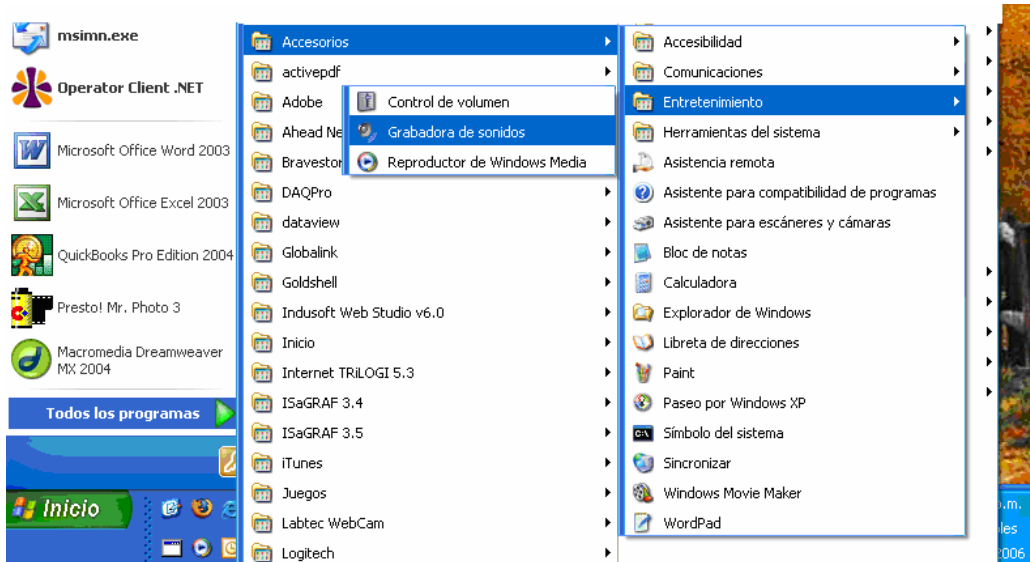 msimn.exe
Operator Client .NET
Microsoft Office Word 2003
Microsoft Office Excel 2003
QuickBooks Pro Edition 2004
Presto! Mr. Photo 3
Macromedia Dreamweaver
MX 2004
Todos los programas
Inicio
Accesorios
activepdf
Adobe
Ahead Ne
Bravestor
DAQPro
dataview
Globalink
Goldshell
Indusoft Web Studio v6.0
Inicio
Internet TRiLOGI 5.3
ISaGRAF 3.4
ISaGRAF 3.5
iTunes
Juegos
Labtec WebCam
Logitech
Control de volumen
Grabadora de sonidos
Reproductor de Windows Media
Accesibilidad
Comunicaciones
Entretenimiento
Herramientas del sistema
Asistencia remota
Asistente para compatibilidad de programas
Asistente para escáneres y cámaras
Bloc de notas
Calculadora
Explorador de Windows
Libreta de direcciones
Paint
Paseo por Windows XP
Símbolo del sistema
Sincronizar
Windows Movie Maker
WordPad
.m.
les
2006